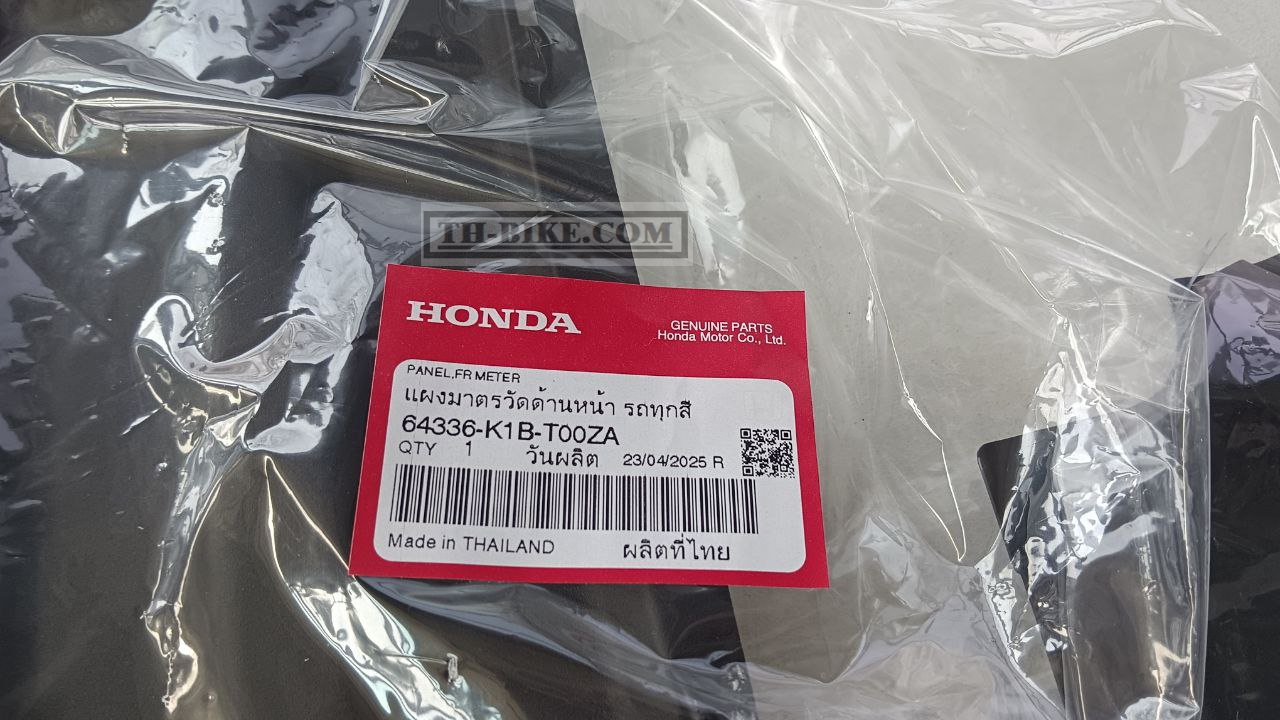 TH-BIKE.COM
HONDA
GENUINE PARTS
Honda Motor Co., Ltd.
PANEL,FR METER
แผงมาตรวัดด้านหน้า รถทุกสี
64336-K1B-T00ZA
QTY 1 วันผลิต 23/04/2025 R
Made in THAILAND ผลิตที่ไทย